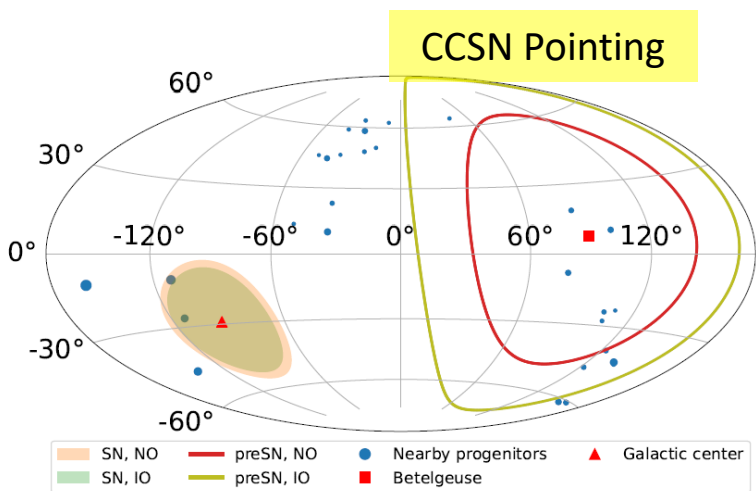 CCSN Pointing
60°
30°
0°
-120° -60° 0° 60° 120°
-30°
-60°
SN, NO preSN, NO Nearby progenitors Galactic center
SN, IO preSN, IO Betelgeuse